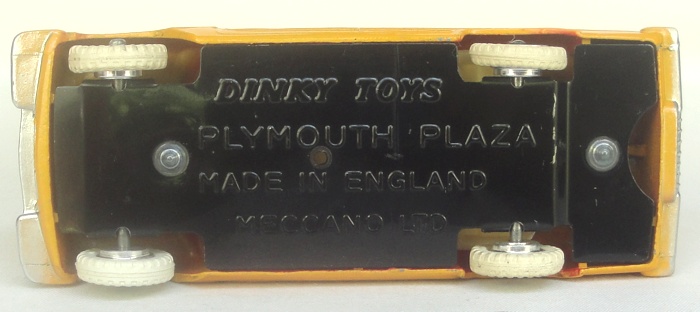 DINKY TOYS
PLYMOUTH PLAZA
MADE IN ENGLAND
MECCANO LTD